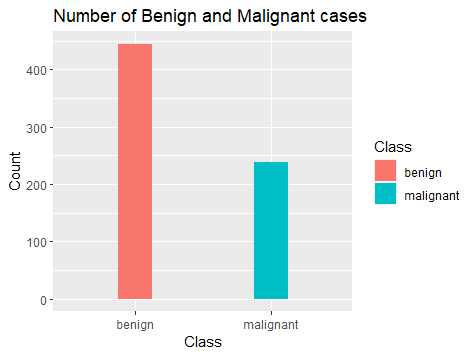 Number of Benign and Malignant cases
Count
400
300
200
100
0
benign
malignant
Class
Class
benign
malignant